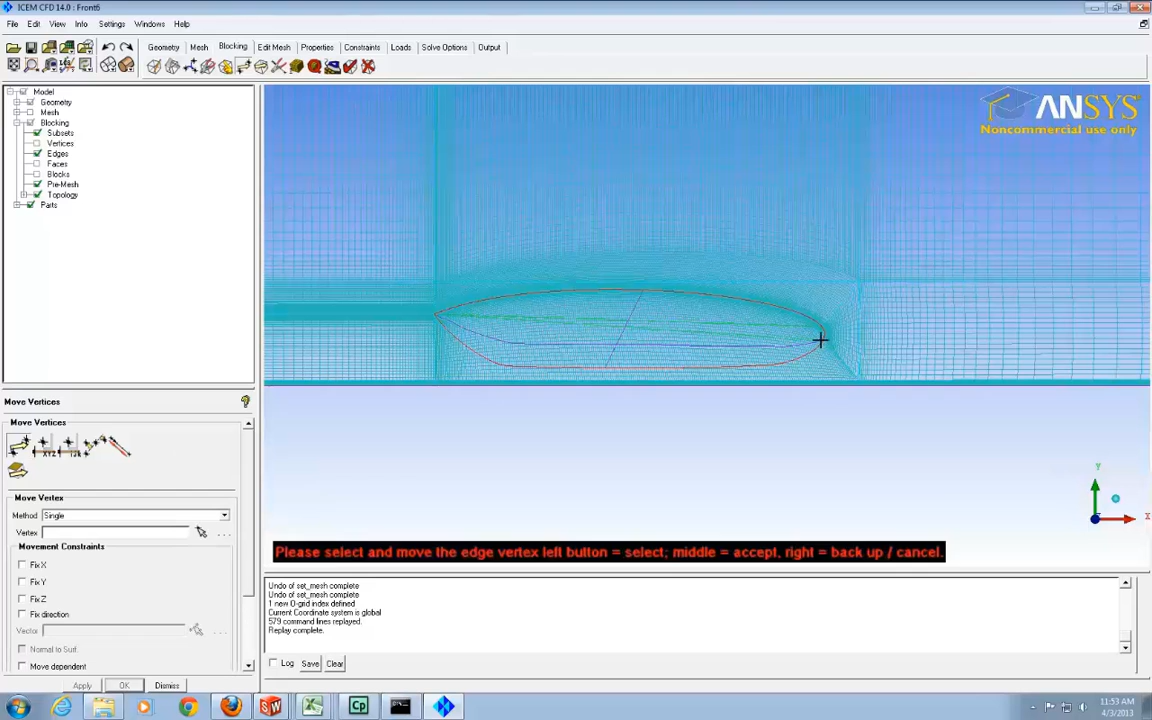 ICEM CFD 14.0 : Front6
File Edit View Info Settings Windows Help
Geometry Mesh Blocking Edit Mesh Properties Constraints Loads Solve Options Output
Model
Geometry
Mesh
Blocking
Subsets
Vertices
Edges
Faces
Blocks
Pre-Mesh
Topology
Parts
ANSYS
Noncommercial use only
Move Vertices
Move Vertices
XYZ
Move Vertex
Method Single
Vertex
Movement Constraints
Fix X
Fix Y
Fix Z
Fix direction
Vector
Normal to Surf.
Move dependent
Apply OK Dismiss
Y
X
Please select and move the edge vertex left button = select; middle = accept, right = back up / cancel.
Undo of set_mesh complete
Undo of set_mesh complete
1 new O-grid index defined
Current Coordinate system is global
579 command lines replayed.
Replay complete.
Log Save Clear
Cp
11:53 AM
4/3/2013